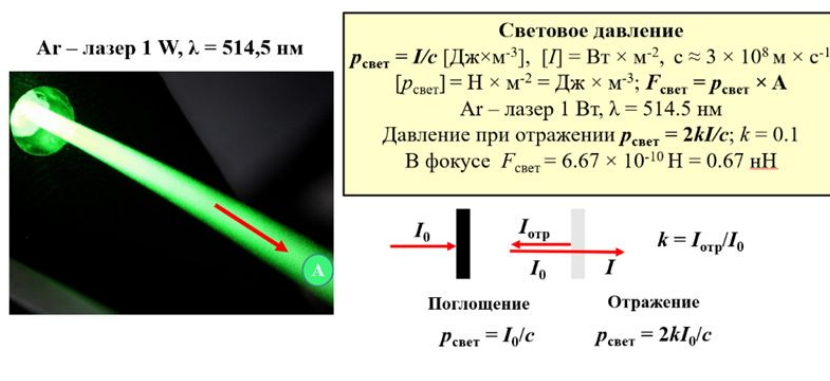 Ar – лазер 1 W, λ = 514,5 нм
A
Световое давление
pсвет = I/c [Дж×м-3], [I] = Вт × м-2, c ≈ 3 × 108 м × с-1
[pсвет] = Н × м-2 = Дж × м-3; Fсвет = pсвет × A
Ar – лазер 1 Вт, λ = 514.5 нм
Давление при отражении pсвет = 2kI/c; k = 0.1
В фокусе Fсвет = 6.67 × 10-10 Н = 0.67 нН
I0
Iотр
I0
I
k = Iотр/I0
Поглощение
Отражение
pсвет = I0/c
pсвет = 2kI0/c